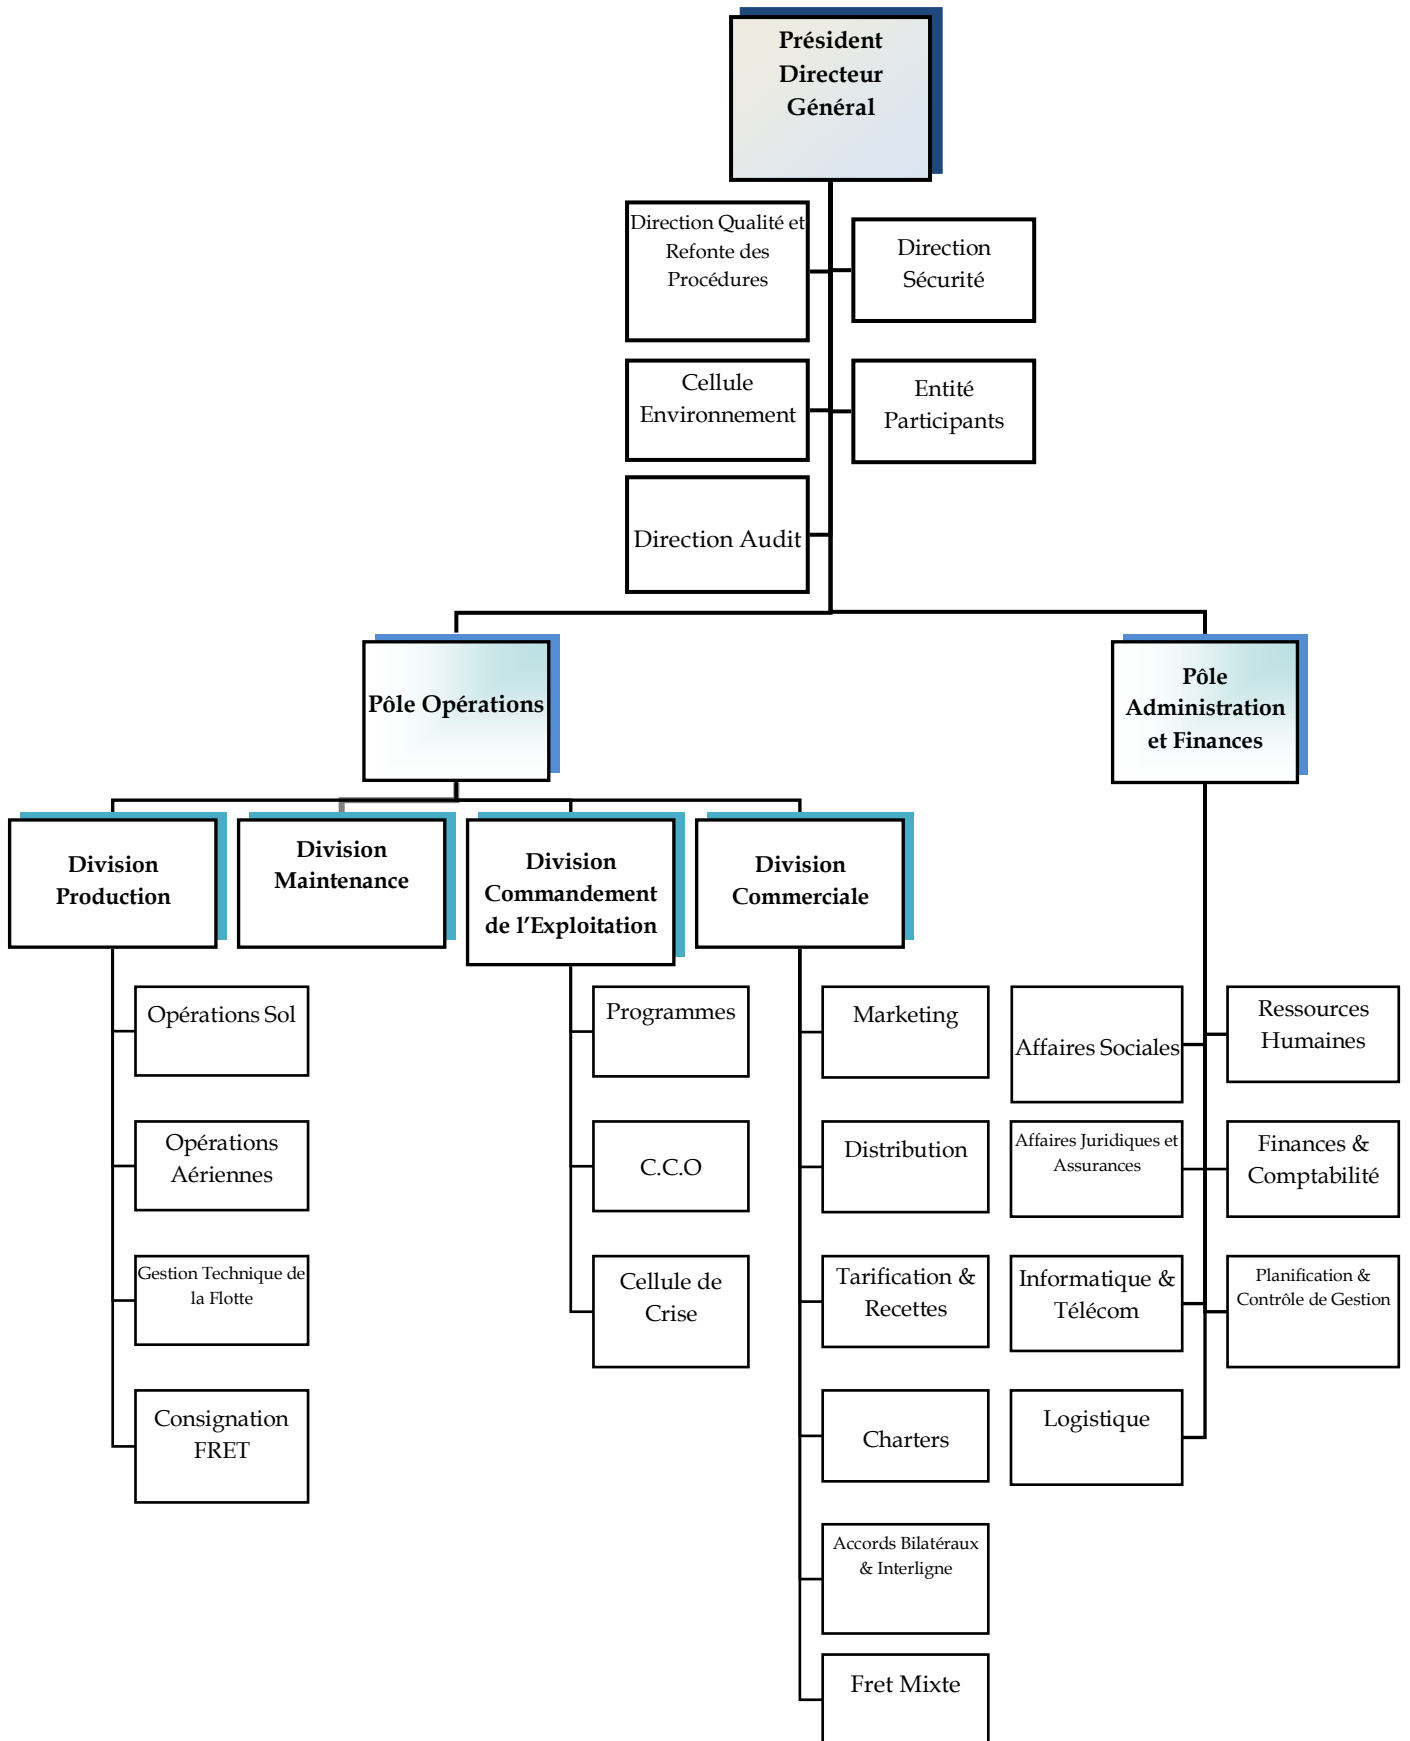 Président
Directeur
Général
Direction Qualité et
Refonte des
Procédures
Direction
Sécurité
Cellule
Environnement
Entité
Participants
Direction Audit
Pôle Opérations
Pôle
Administration
et Finances
Division
Production
Division
Maintenance
Division
Commandement
de l’Exploitation
Division
Commerciale
Opérations Sol
Opérations
Aériennes
Gestion Technique de
la Flotte
Consignation
FRET
Programmes
C.C.O
Cellule de
Crise
Marketing
Distribution
Tarification &
Recettes
Charters
Accords Bilatéraux
& Interligne
Fret Mixte
Affaires Sociales
Ressources
Humaines
Affaires Juridiques et
Assurances
Finances &
Comptabilité
Informatique &
Télécom
Planification &
Contrôle de Gestion
Logistique